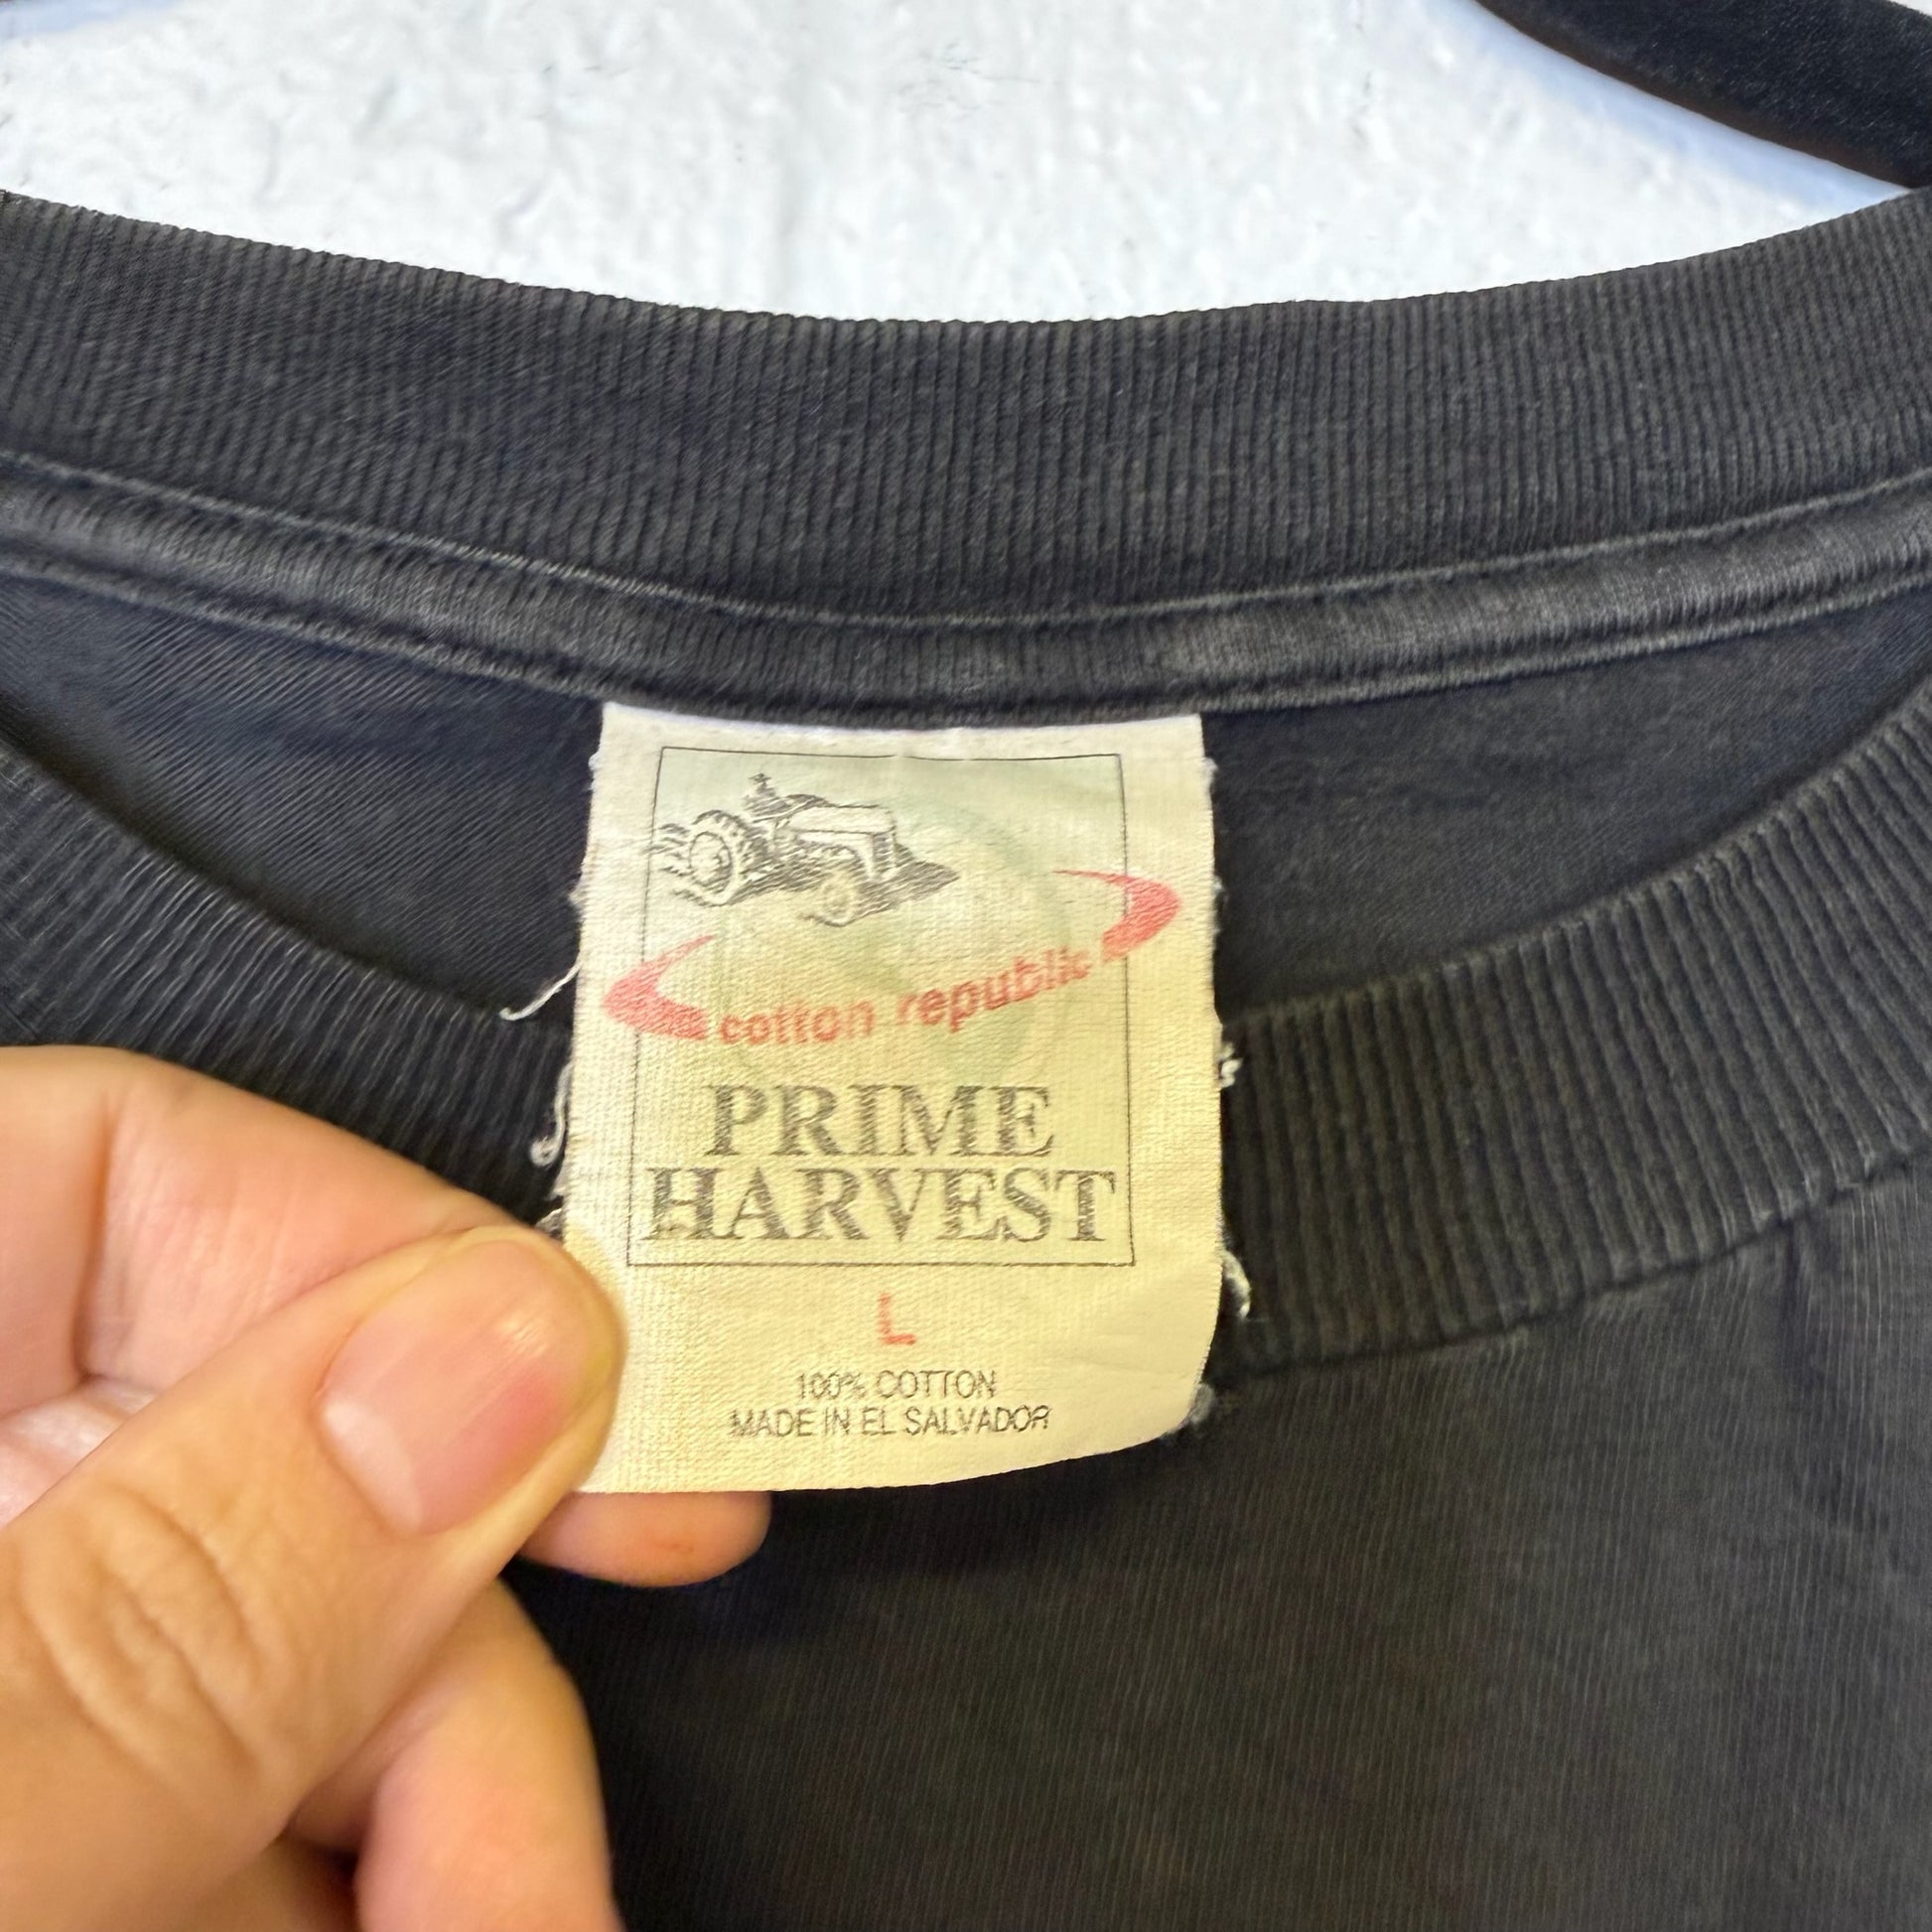 cotton republic
PRIME
HARVEST
L
100% COTTON
MADE IN EL SALVADOR